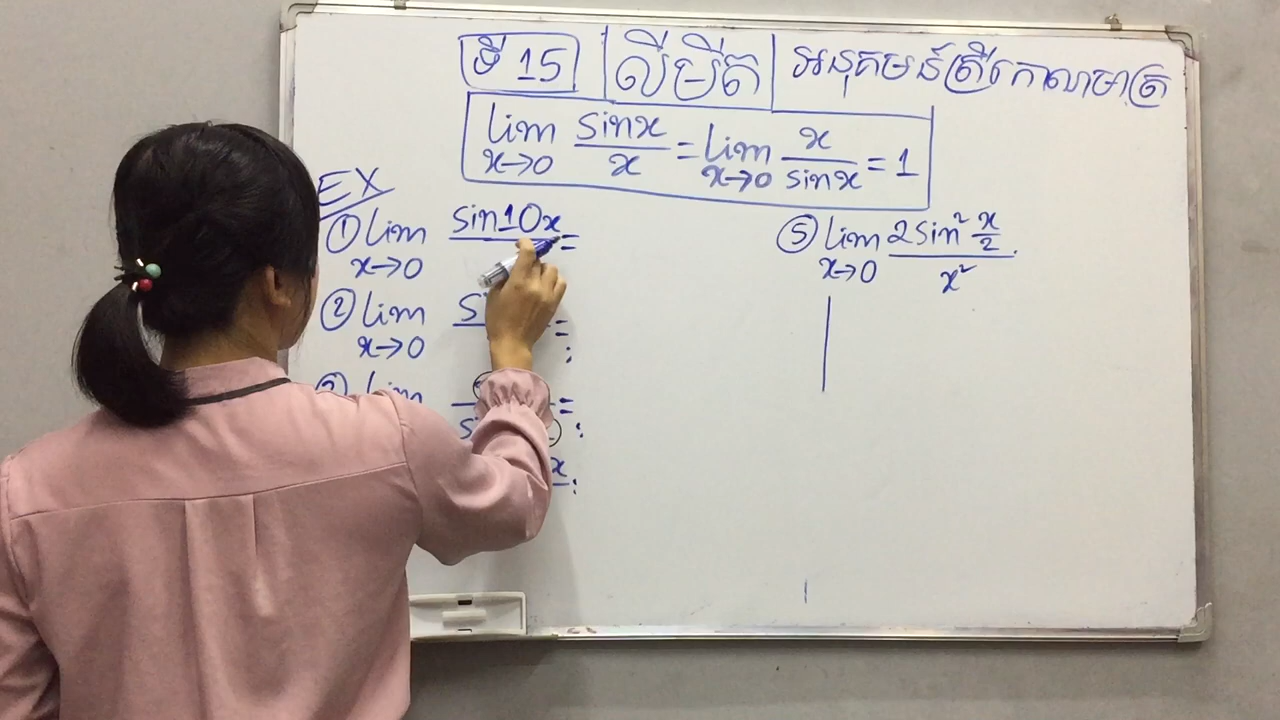 ទី 15 លីមីត អនុគមន៍ត្រីកោណមាត្រ
lim x→0 sinx/x = lim x→0 x/sinx = 1
EX
① lim x→0 sin10x =
② lim x→0 =
lim =
x
⑤ lim x→0 2sin² x/2 / x²